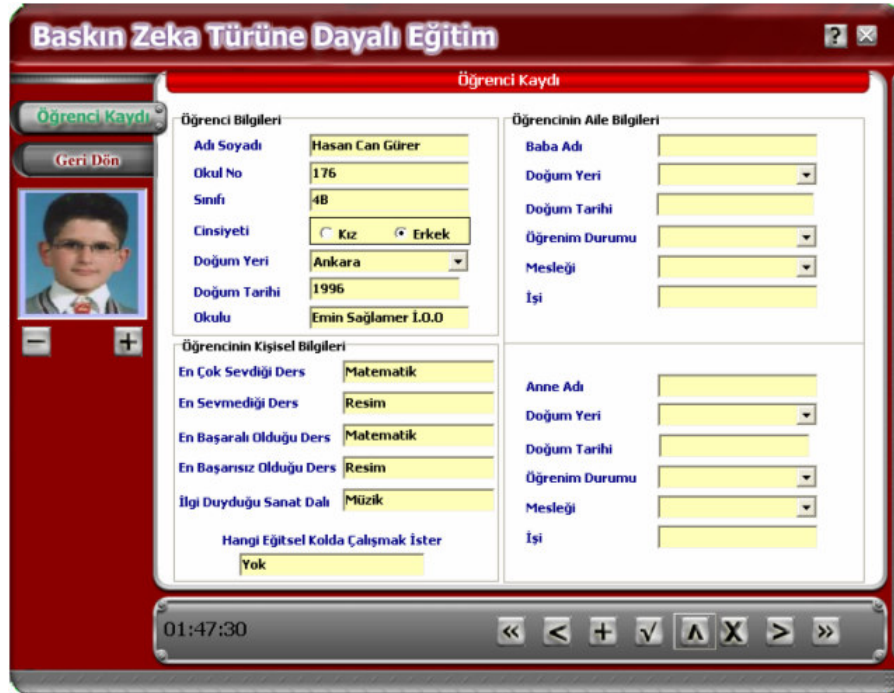 Baskın Zeka Türüne Dayalı Eğitim
?
Öğrenci Kaydı
Öğrenci Kaydı
Geri Dön
Öğrenci Bilgileri
Adı Soyadı Hasan Can Gürer
Okul No 176
Sınıfı 4B
Cinsiyeti Kız Erkek
Doğum Yeri Ankara
Doğum Tarihi 1996
Okulu Emin Sağlamer İ.O.O
Öğrencinin Kişisel Bilgileri
En Çok Sevdiği Ders Matematik
En Sevmediği Ders Resim
En Başaralı Olduğu Ders Matematik
En Başarısız Olduğu Ders Resim
İlgi Duyduğu Sanat Dalı Müzik
Hangi Eğitsel Kolda Çalışmak İster
Yok
Öğrencinin Aile Bilgileri
Baba Adı
Doğum Yeri
Doğum Tarihi
Öğrenim Durumu
Mesleği
İşi
Anne Adı
Doğum Yeri
Doğum Tarihi
Öğrenim Durumu
Mesleği
İşi
01:47:30 « < + √ Λ X > »